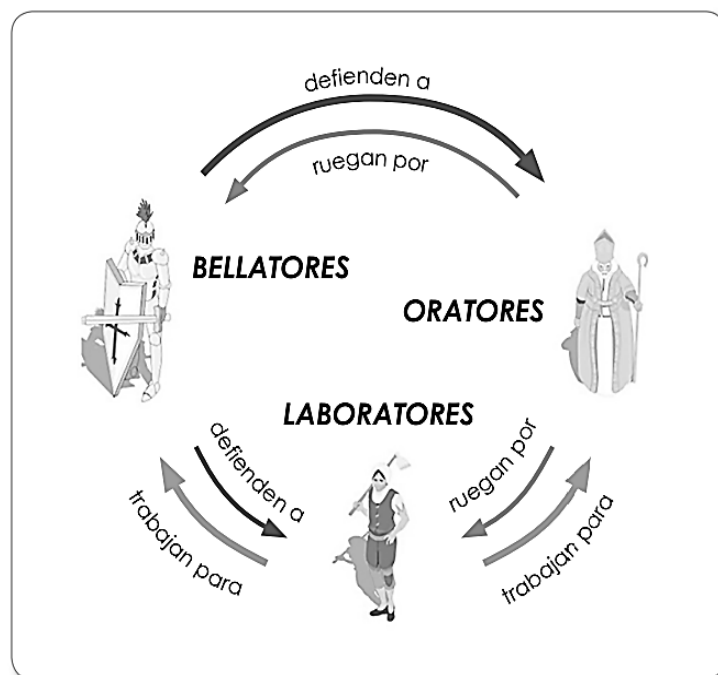 defienden a
ruegan por
BELLATORES
ORATORES
LABORATORES
defienden a
trabajan para
ruegan por
trabajan para